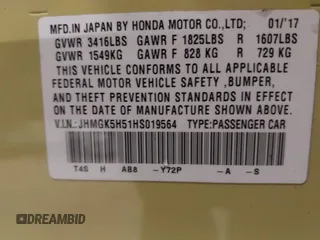 MFD.IN JAPAN BY HONDA MOTOR CO.,LTD; 01/'17
GVWR 3416LBS GAWR F 1825LBS R 1607LBS
GVWR 1549KG GAWR F 828 KG R 729 KG
THIS VEHICLE CONFORMS TO ALL APPLICABLE
FEDERAL MOTOR VEHICLE SAFETY ,BUMPER,
AND THEFT PREVENTION STANDARDS IN EFFECT
ON THE DATE OF MANUFACTURE SHOWN ABOVE.
V.I.N.:JHMGK5H51HS019564 TYPE:PASSENGER CAR
T4S H AB8 -Y72P -A -S
DREAMBID